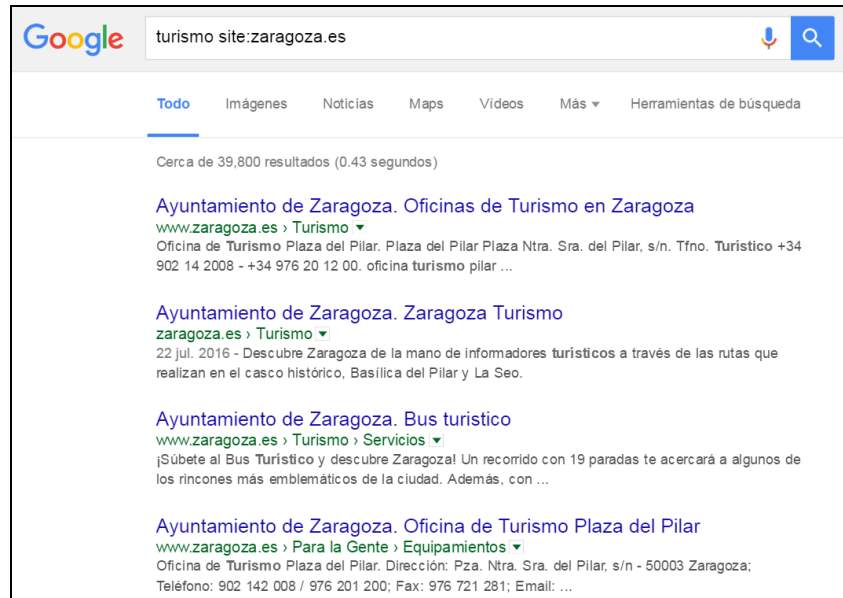 Google
turismo site:zaragoza.es
Todo Imágenes Noticias Maps Vídeos Más Herramientas de búsqueda
Cerca de 39,800 resultados (0.43 segundos)
Ayuntamiento de Zaragoza. Oficinas de Turismo en Zaragoza
www.zaragoza.es › Turismo
Oficina de Turismo Plaza del Pilar. Plaza del Pilar Plaza Ntra. Sra. del Pilar, s/n. Tfno. Turístico +34
902 14 2008 - +34 976 20 12 00. oficina turismo pilar ...
Ayuntamiento de Zaragoza. Zaragoza Turismo
zaragoza.es › Turismo
22 jul. 2016 - Descubre Zaragoza de la mano de informadores turísticos a través de las rutas que
realizan en el casco histórico, Basílica del Pilar y La Seo.
Ayuntamiento de Zaragoza. Bus turistico
www.zaragoza.es › Turismo › Servicios
¡Súbete al Bus Turístico y descubre Zaragoza! Un recorrido con 19 paradas te acercará a algunos de
los rincones más emblemáticos de la ciudad. Además, con ...
Ayuntamiento de Zaragoza. Oficina de Turismo Plaza del Pilar
www.zaragoza.es › Para la Gente › Equipamientos
Oficina de Turismo Plaza del Pilar. Dirección: Pza. Ntra. Sra. del Pilar, s/n - 50003 Zaragoza;
Teléfono: 902 142 008 / 976 201 200; Fax: 976 721 281; Email: ...